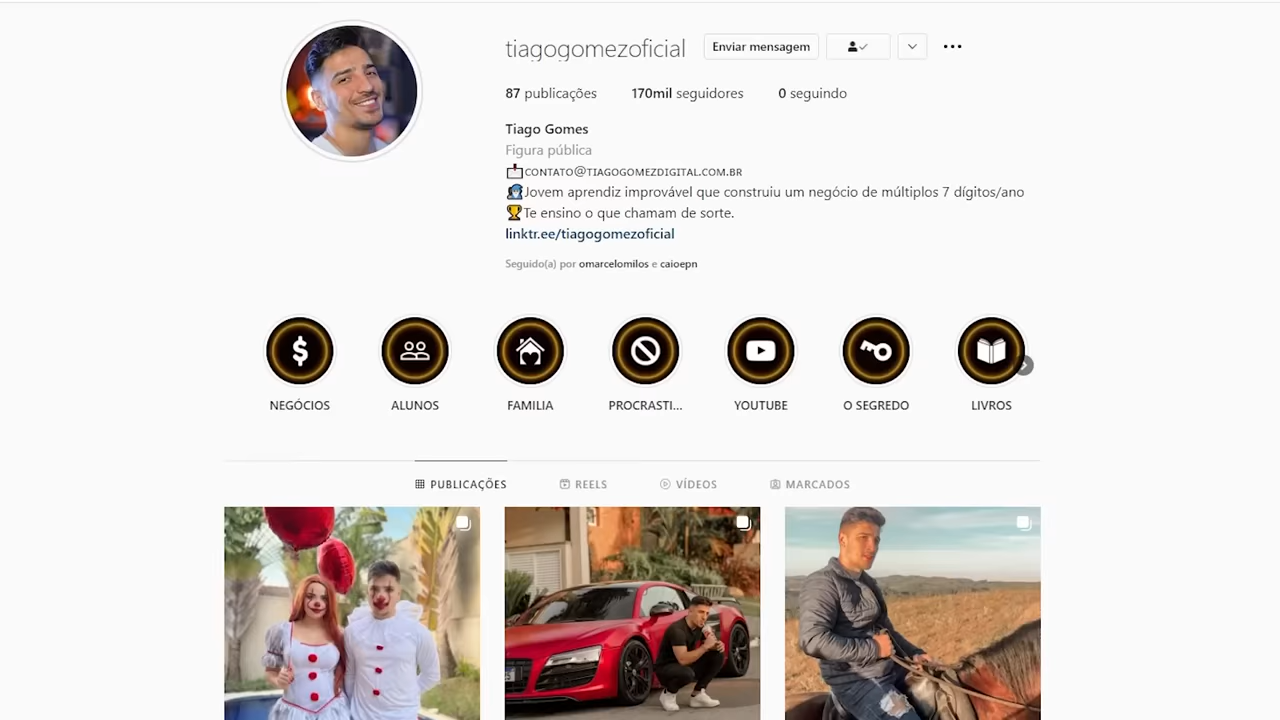 tiagogomezoficial
Enviar mensagem
87 publicações
170mil seguidores
0 seguindo
Tiago Gomes
Figura pública
CONTATO@TIAGOGOMEZDIGITAL.COM.BR
Jovem aprendiz improvável que construiu um negócio de múltiplos 7 dígitos/ano
Te ensino o que chamam de sorte.
linktr.ee/tiagogomezoficial
Seguido(a) por omarcelomilos e caioepn
NEGÓCIOS
ALUNOS
FAMILIA
PROCRASTI...
YOUTUBE
O SEGREDO
LIVROS
PUBLICAÇÕES
REELS
VÍDEOS
MARCADOS